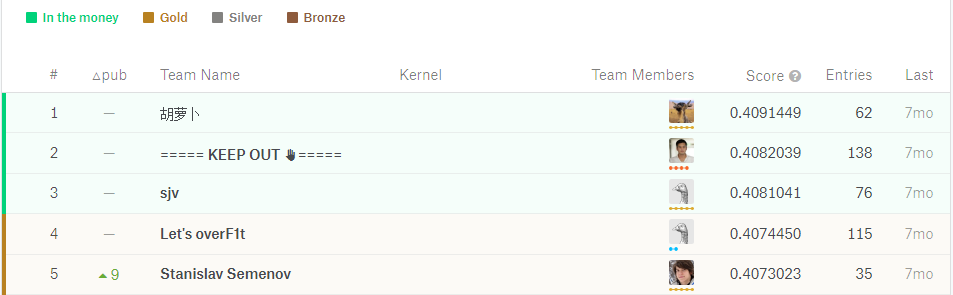 In the money Gold Silver Bronze
# △pub Team Name Kernel Team Members Score ? Entries Last
1 — 胡萝卜 0.4091449 62 7mo
2 — ===== KEEP OUT ✋===== 0.4082039 138 7mo
3 — sjv 0.4081041 76 7mo
4 — Let's overF1t 0.4074450 115 7mo
5 ▲ 9 Stanislav Semenov 0.4073023 35 7mo